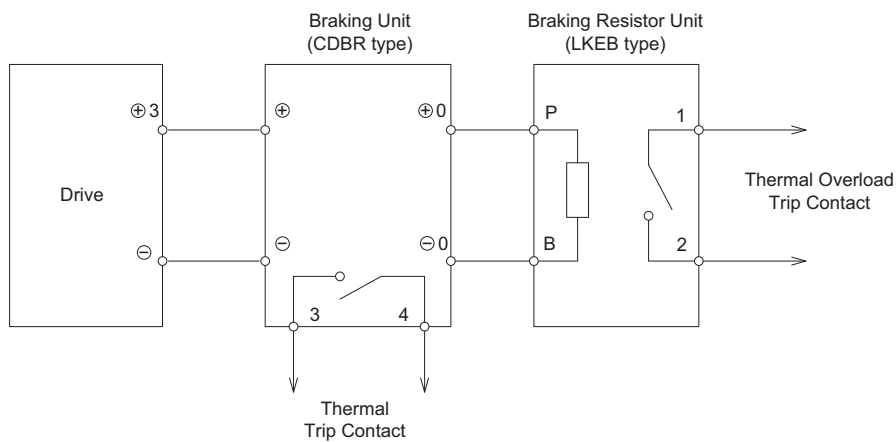 Braking Unit
(CDBR type)
Braking Resistor Unit
(LKEB type)
⊕3
⊕
⊕0
P
1
Drive
Thermal Overload
Trip Contact
⊖
⊖
⊖0
B
2
3
4
Thermal
Trip Contact